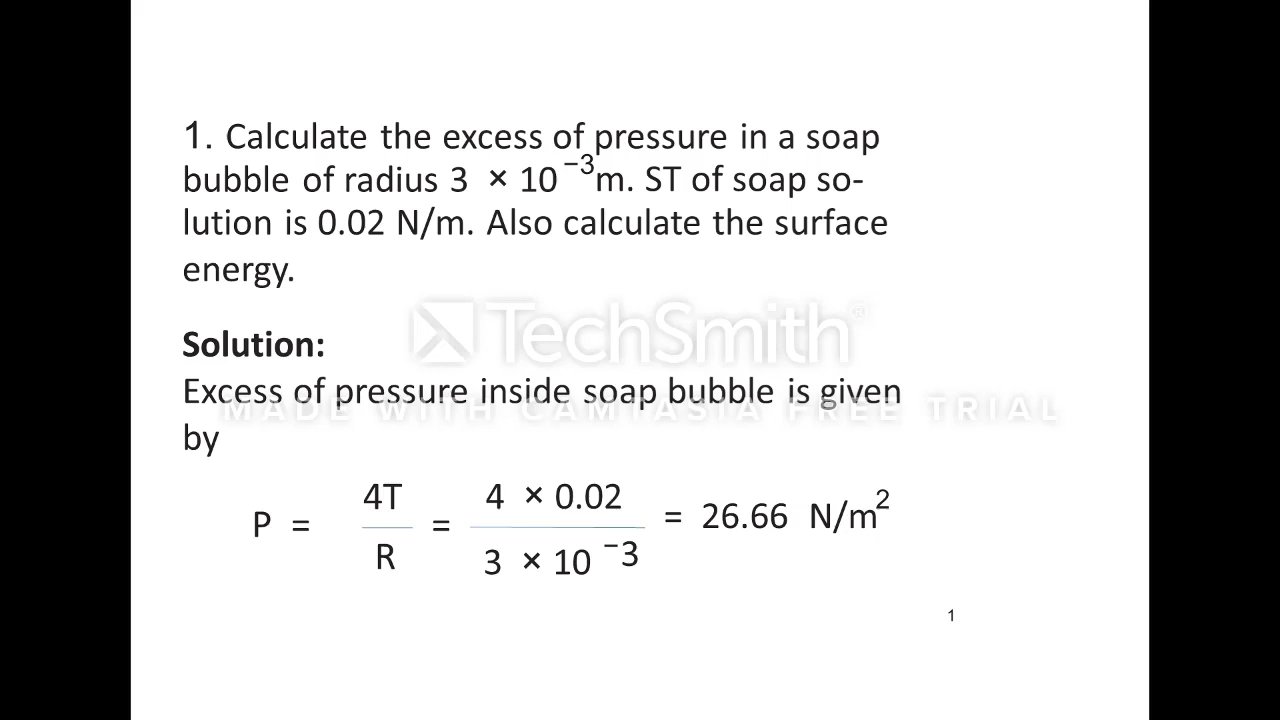 1. Calculate the excess of pressure in a soap
bubble of radius 3 × 10⁻³m. ST of soap so-
lution is 0.02 N/m. Also calculate the surface
energy.
TechSmith®
Solution:
Excess of pressure inside soap bubble is given
MADE WITH CAMTASIA FREE TRIAL
by
P = 4T/R = 4 × 0.02 / 3 × 10⁻³ = 26.66 N/m²
1